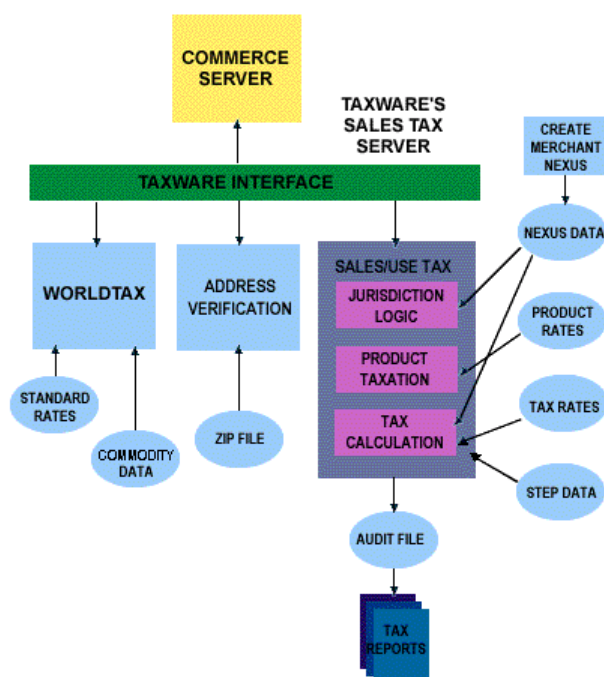 COMMERCE
SERVER
TAXWARE'S
SALES TAX
SERVER
CREATE
MERCHANT
NEXUS
TAXWARE INTERFACE
NEXUS DATA
WORLDTAX
ADDRESS
VERIFICATION
SALES/USE TAX
JURISDICTION
LOGIC
PRODUCT
RATES
PRODUCT
TAXATION
STANDARD
RATES
TAX
CALCULATION
TAX RATES
COMMODITY
DATA
ZIP FILE
STEP DATA
AUDIT FILE
TAX
REPORTS